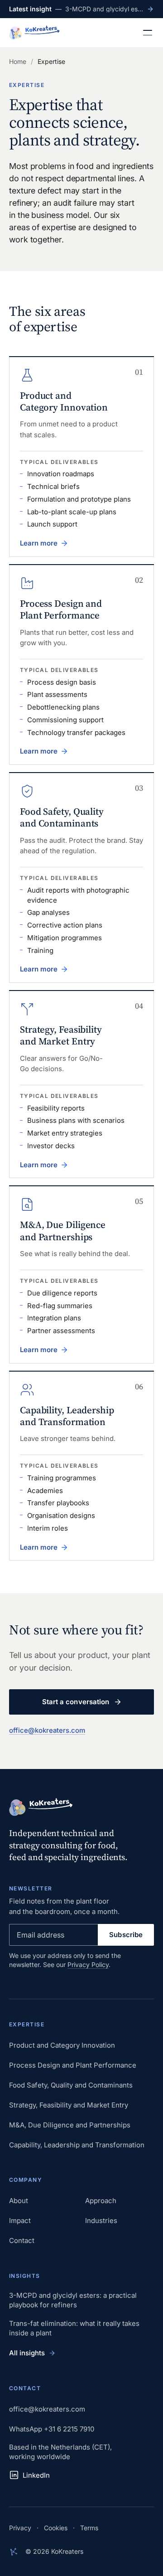 Latest insight — 3-MCPD and glycidyl es... →
KoKreaters.
Home / Expertise
EXPERTISE
Expertise that
connects science,
plants and strategy.
Most problems in food and ingredients
do not respect departmental lines. A
texture defect may start in the
refinery; an audit failure may start
in the business model. Our six
areas of expertise are designed to
work together.
The six areas
of expertise
01
Product and
Category Innovation
From unmet need to a product
that scales.
TYPICAL DELIVERABLES
– Innovation roadmaps
– Technical briefs
– Formulation and prototype plans
– Lab-to-plant scale-up plans
– Launch support
Learn more →
02
Process Design and
Plant Performance
Plants that run better, cost less and
grow with you.
TYPICAL DELIVERABLES
– Process design basis
– Plant assessments
– Debottlenecking plans
– Commissioning support
– Technology transfer packages
Learn more →
03
Food Safety, Quality
and Contaminants
Pass the audit. Protect the brand. Stay
ahead of the regulation.
TYPICAL DELIVERABLES
– Audit reports with photographic
evidence
– Gap analyses
– Corrective action plans
– Mitigation programmes
– Training
Learn more →
04
Strategy, Feasibility
and Market Entry
Clear answers for Go/No-
Go decisions.
TYPICAL DELIVERABLES
– Feasibility reports
– Business plans with scenarios
– Market entry strategies
– Investor decks
Learn more →
05
M&A, Due Diligence
and Partnerships
See what is really behind the deal.
TYPICAL DELIVERABLES
– Due diligence reports
– Red-flag summaries
– Integration plans
– Partner assessments
Learn more →
06
Capability, Leadership
and Transformation
Leave stronger teams behind.
TYPICAL DELIVERABLES
– Training programmes
– Academies
– Transfer playbooks
– Organisation designs
– Interim roles
Learn more →
Not sure where you fit?
Tell us about your product, your plant
or your decision.
Start a conversation →
office@kokreaters.com
KoKreaters.
Independent technical and
strategy consulting for food,
feed and specialty ingredients.
NEWSLETTER
Field notes from the plant floor
and the boardroom, once a month.
Email address
Subscribe
We use your address only to send the
newsletter. See our Privacy Policy.
EXPERTISE
Product and Category Innovation
Process Design and Plant Performance
Food Safety, Quality and Contaminants
Strategy, Feasibility and Market Entry
M&A, Due Diligence and Partnerships
Capability, Leadership and Transformation
COMPANY
About Approach
Impact Industries
Contact
INSIGHTS
3-MCPD and glycidyl esters: a practical
playbook for refiners
Trans-fat elimination: what it really takes
inside a plant
All insights →
CONTACT
office@kokreaters.com
WhatsApp +31 6 2215 7910
Based in the Netherlands (CET),
working worldwide
LinkedIn
Privacy · Cookies · Terms
© 2026 KoKreaters